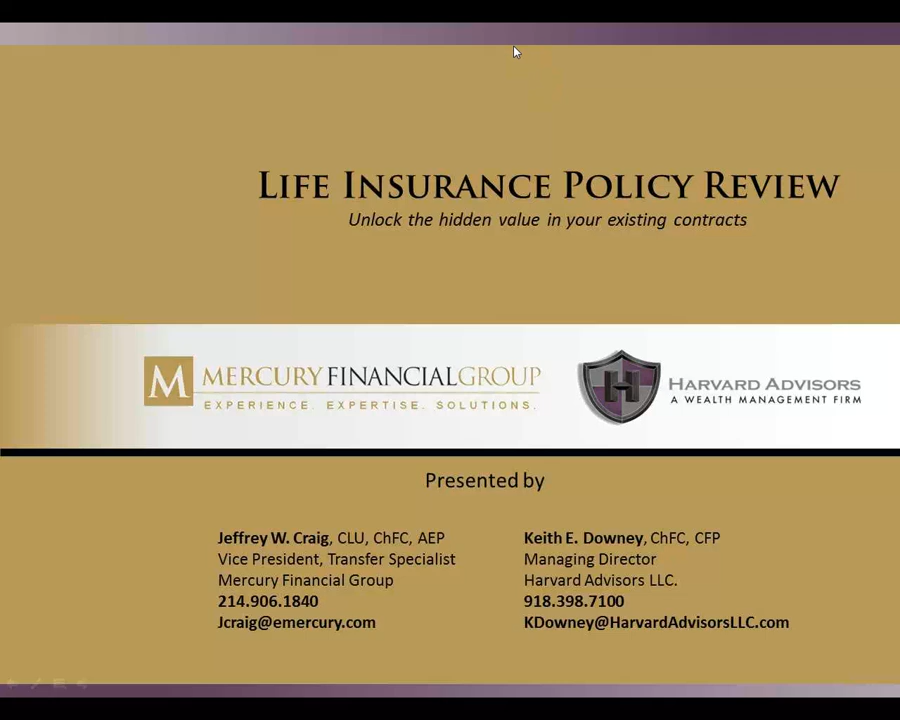 LIFE INSURANCE POLICY REVIEW
Unlock the hidden value in your existing contracts
M MERCURY FINANCIAL GROUP
EXPERIENCE. EXPERTISE. SOLUTIONS.
H HARVARD ADVISORS
A WEALTH MANAGEMENT FIRM
Presented by
Jeffrey W. Craig, CLU, ChFC, AEP
Vice President, Transfer Specialist
Mercury Financial Group
214.906.1840
Jcraig@emercury.com
Keith E. Downey, ChFC, CFP
Managing Director
Harvard Advisors LLC.
918.398.7100
KDowney@HarvardAdvisorsLLC.com